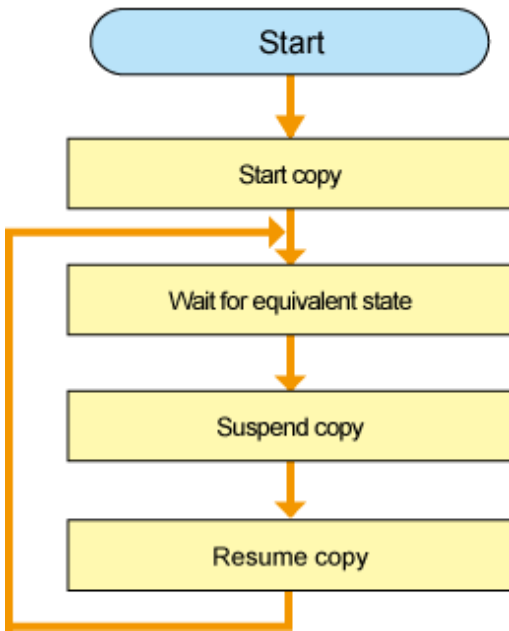 Start
Start copy
Wait for equivalent state
Suspend copy
Resume copy